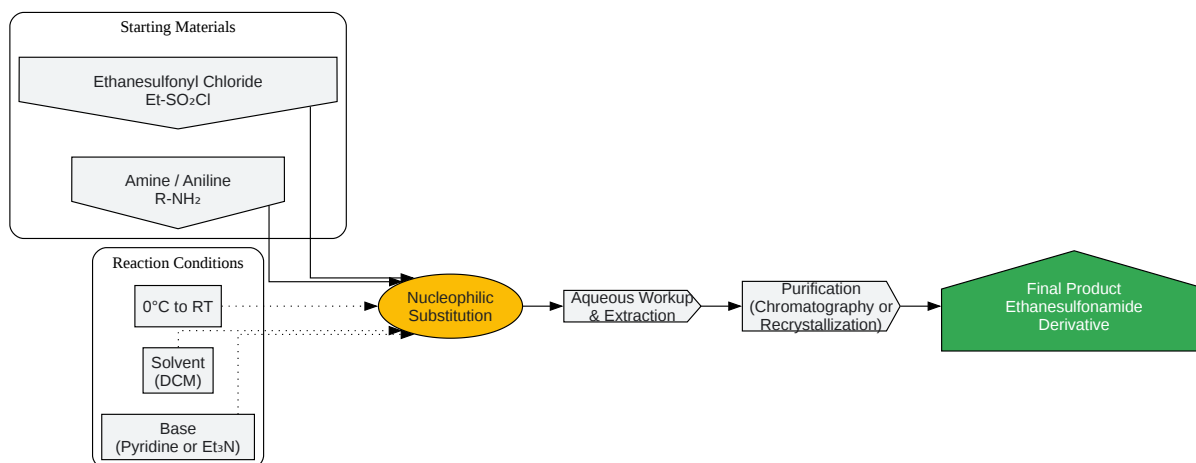 Starting Materials
Ethanesulfonyl Chloride
Et-SO₂Cl
Amine / Aniline
R-NH₂
Reaction Conditions
0°C to RT
Solvent
(DCM)
Base
(Pyridine or Et₃N)
Nucleophilic
Substitution
Aqueous Workup
& Extraction
Purification
(Chromatography or
Recrystallization)
Final Product
Ethanesulfonamide
Derivative